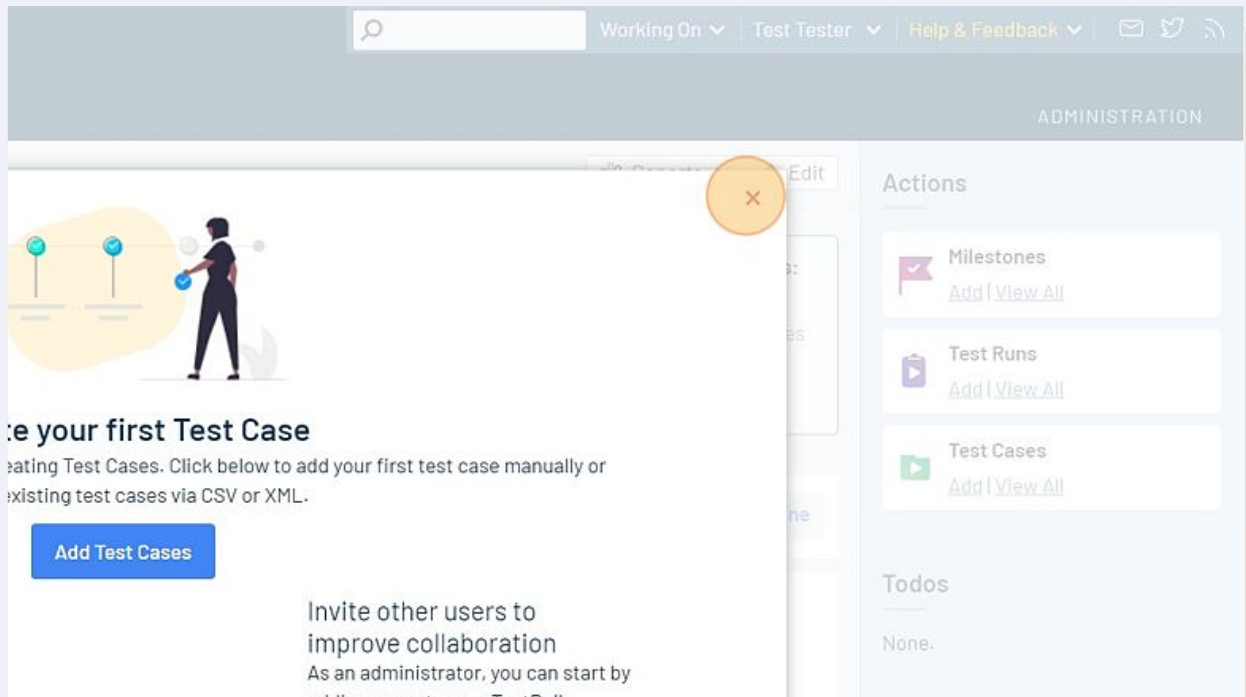 Working On
Test Tester
Help & Feedback
ADMINISTRATION
Edit
Actions
Milestones
Add | View All
Test Runs
Add | View All
Test Cases
Add | View All
Todos
None.
te your first Test Case
eating Test Cases. Click below to add your first test case manually or
existing test cases via CSV or XML.
Add Test Cases
Invite other users to
improve collaboration
As an administrator, you can start by